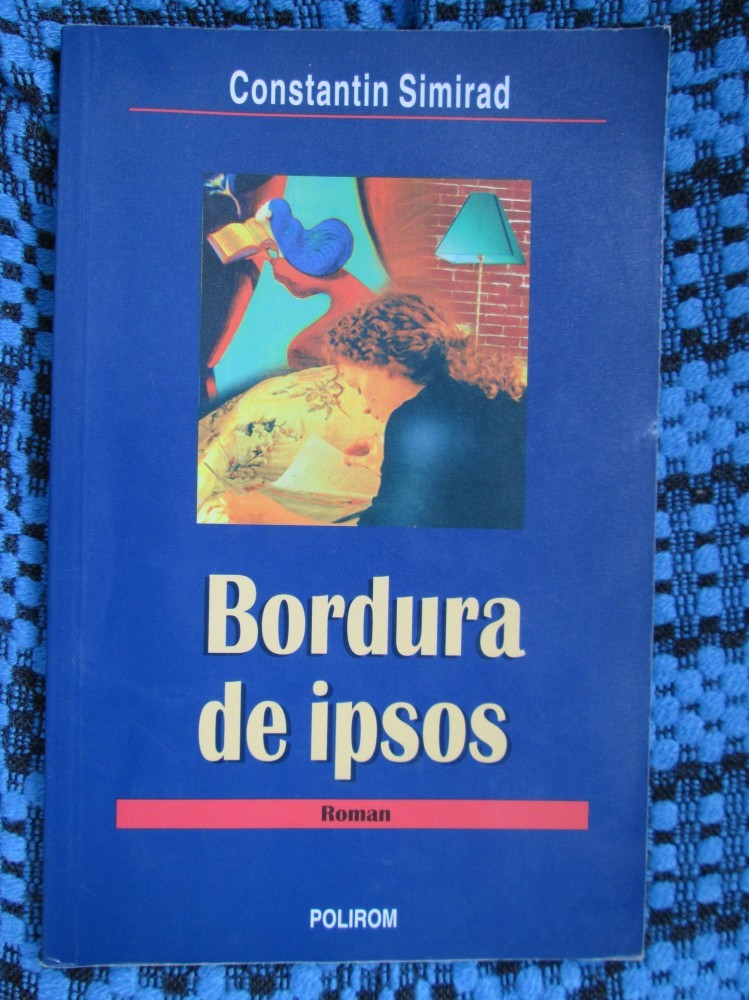 Constantin Simirad
Bordura
de ipsos
Roman
POLIROM